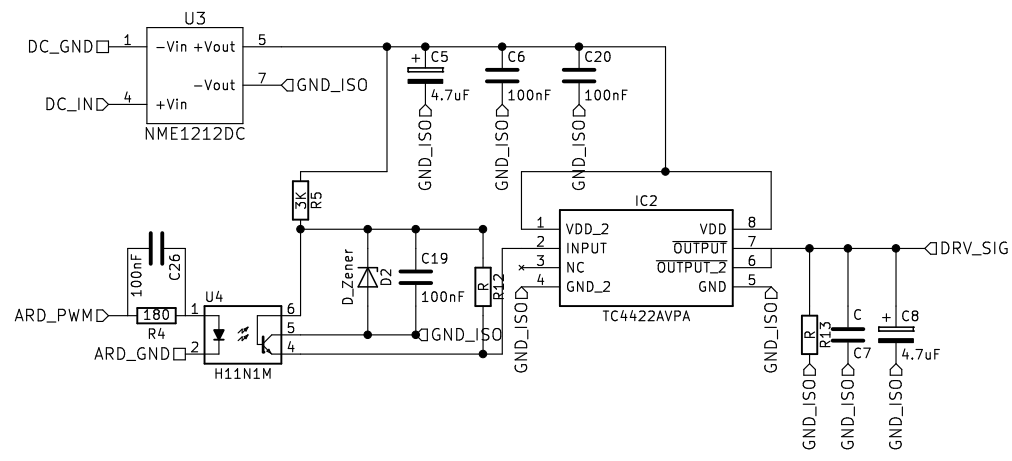 U3
DC_GND
1
-Vin +Vout
5
-Vout
7
GND_ISO
DC_IN
4
+Vin
NME1212DC
+
C5
4.7uF
GND_ISO
C6
100nF
GND_ISO
C20
100nF
GND_ISO
3K
R5
IC2
1
VDD_2
VDD
8
2
INPUT
OUTPUT
7
DRV_SIG
3
NC
OUTPUT_2
6
4
GND_2
GND
5
TC4422AVPA
GND_ISO
GND_ISO
D_Zener
D2
C19
100nF
R
R12
100nF
C26
ARD_PWM
180
R4
ARD_GND
U4
1
2
6
5
4
GND_ISO
H11N1M
R
R13
GND_ISO
C
C7
GND_ISO
+
C8
4.7uF
GND_ISO